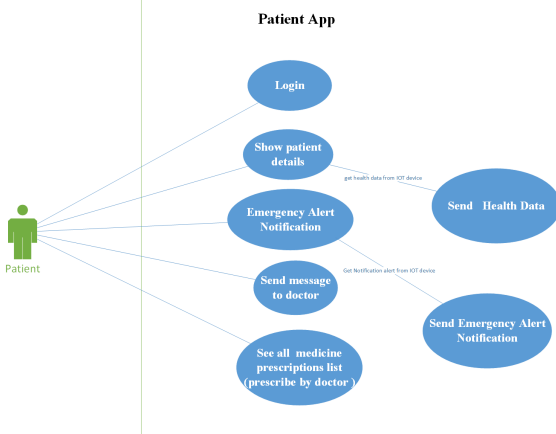 Patient App
Login
Show patient
details
get health data from IOT device
Send Health Data
Emergency Alert
Notification
Patient
Get Notification alert from IOT device
Send message
to doctor
Send Emergency Alert
Notification
See all medicine
prescriptions list
(prescribe by doctor )